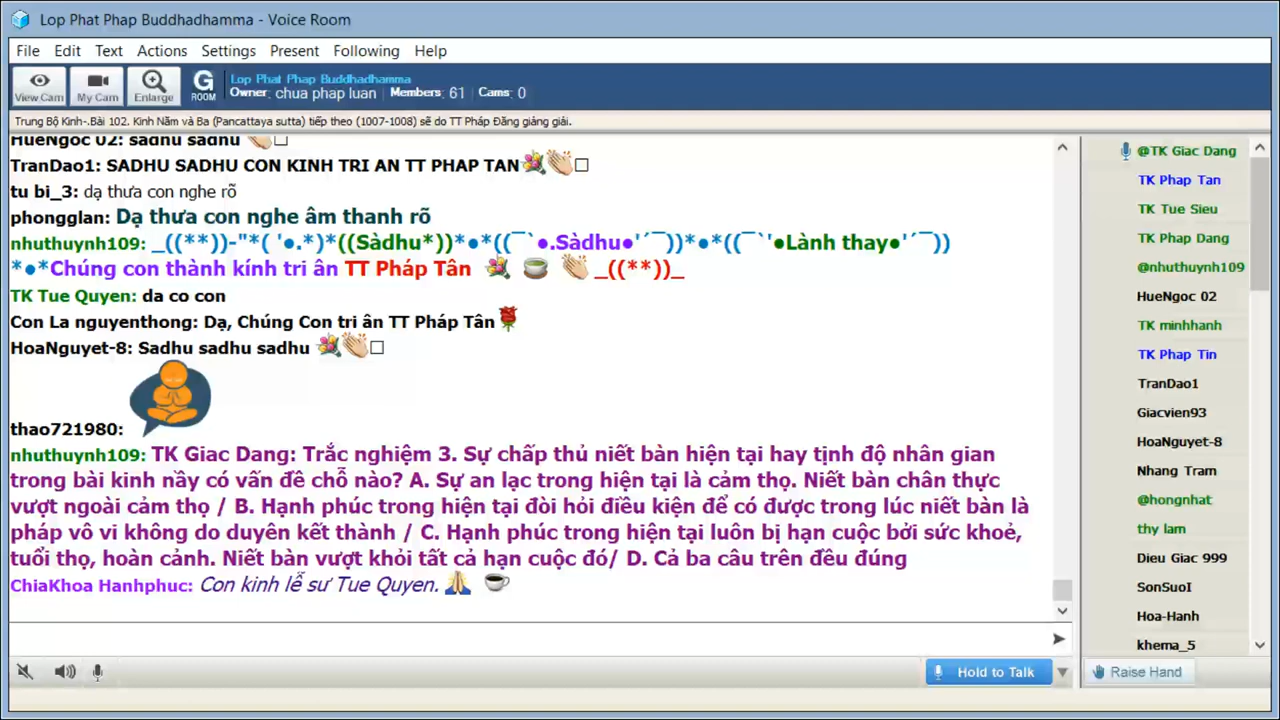 Lop Phat Phap Buddhadhamma - Voice Room
File Edit Text Actions Settings Present Following Help
View Cam My Cam Enlarge G ROOM
Lop Phat Phap Buddhadhamma
Owner: chua phap luan Members: 61 Cams: 0
Trung Bộ Kinh-.Bài 102. Kinh Năm và Ba (Pancattaya sutta) tiếp theo (1007-1008) sẽ do TT Pháp Đăng giảng giải.
HueNgoc 02: sadhu sadhu 👏🏻□
TranDao1: SADHU SADHU CON KINH TRI AN TT PHAP TAN 💐👏🏻□
tu bi_3: dạ thưa con nghe rõ
phongglan: Dạ thưa con nghe âm thanh rõ
nhuthuynh109: _((**))-"*( '●.*)*((Sàdhu*))*●*((¯`●.Sàdhu●'´¯))*●*((¯`'●Lành thay●'´¯))
*●*Chúng con thành kính tri ân TT Pháp Tân 💐 🍵 👏🏻 _((**))_
TK Tue Quyen: da co con
Con La nguyenthong: Dạ, Chúng Con tri ân TT Pháp Tân🌹
HoaNguyet-8: Sadhu sadhu sadhu 💐👏🏻□
thao721980:
nhuthuynh109: TK Giac Dang: Trắc nghiệm 3. Sự chấp thủ niết bàn hiện tại hay tịnh độ nhân gian
trong bài kinh nầy có vấn đề chỗ nào? A. Sự an lạc trong hiện tại là cảm thọ. Niết bàn chân thực
vượt ngoài cảm thọ / B. Hạnh phúc trong hiện tại đòi hỏi điều kiện để có được trong lúc niết bàn là
pháp vô vi không do duyên kết thành / C. Hạnh phúc trong hiện tại luôn bị hạn cuộc bởi sức khoẻ,
tuổi thọ, hoàn cảnh. Niết bàn vượt khỏi tất cả hạn cuộc đó/ D. Cả ba câu trên đều đúng
ChiaKhoa Hanhphuc: Con kinh lễ sư Tue Quyen. 🙏 ☕
Hold to Talk
@TK Giac Dang
TK Phap Tan
TK Tue Sieu
TK Phap Dang
@nhuthuynh109
HueNgoc 02
TK minhhanh
TK Phap Tin
TranDao1
Giacvien93
HoaNguyet-8
Nhang Tram
@hongnhat
thy lam
Dieu Giac 999
SonSuoI
Hoa-Hanh
khema_5
Raise Hand